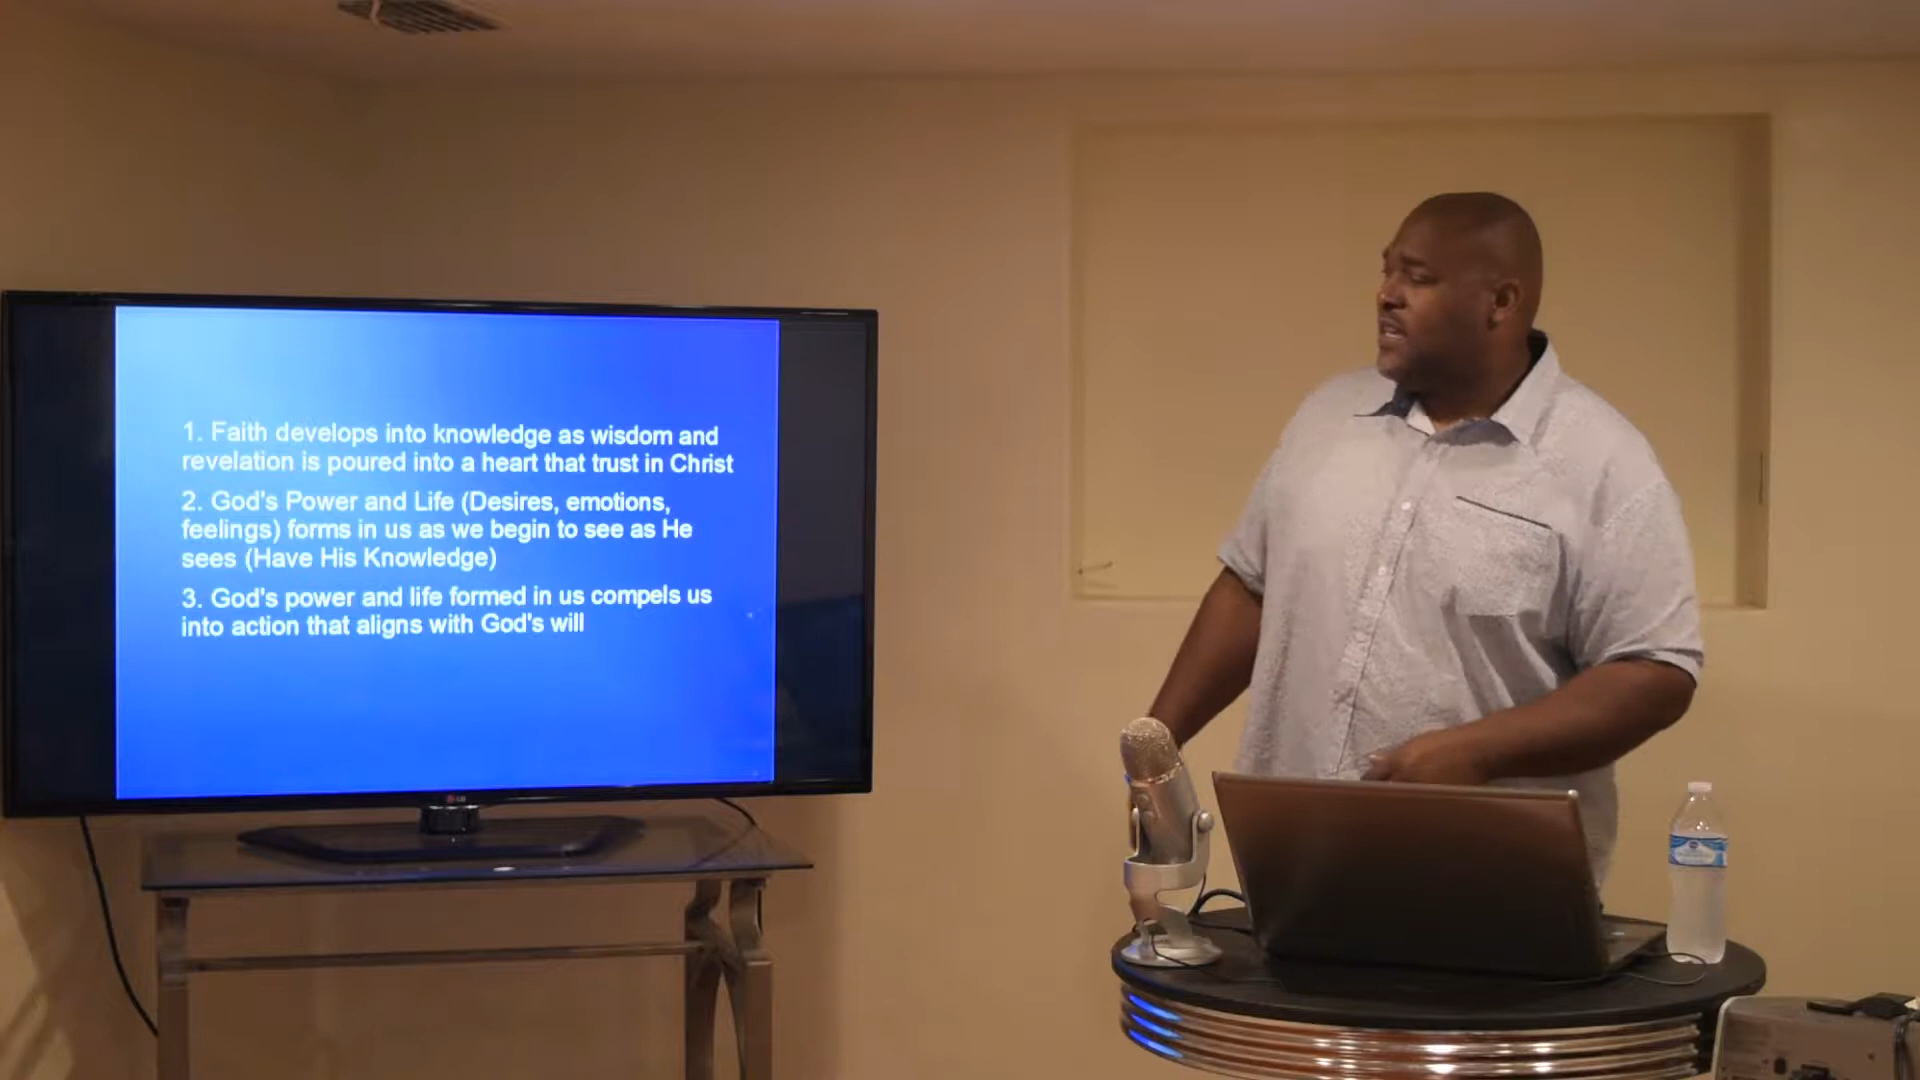 1. Faith develops into knowledge as wisdom and
revelation is poured into a heart that trust in Christ
2. God's Power and Life (Desires, emotions,
feelings) forms in us as we begin to see as He
sees (Have His Knowledge)
3. God's power and life formed in us compels us
into action that aligns with God's will
LG